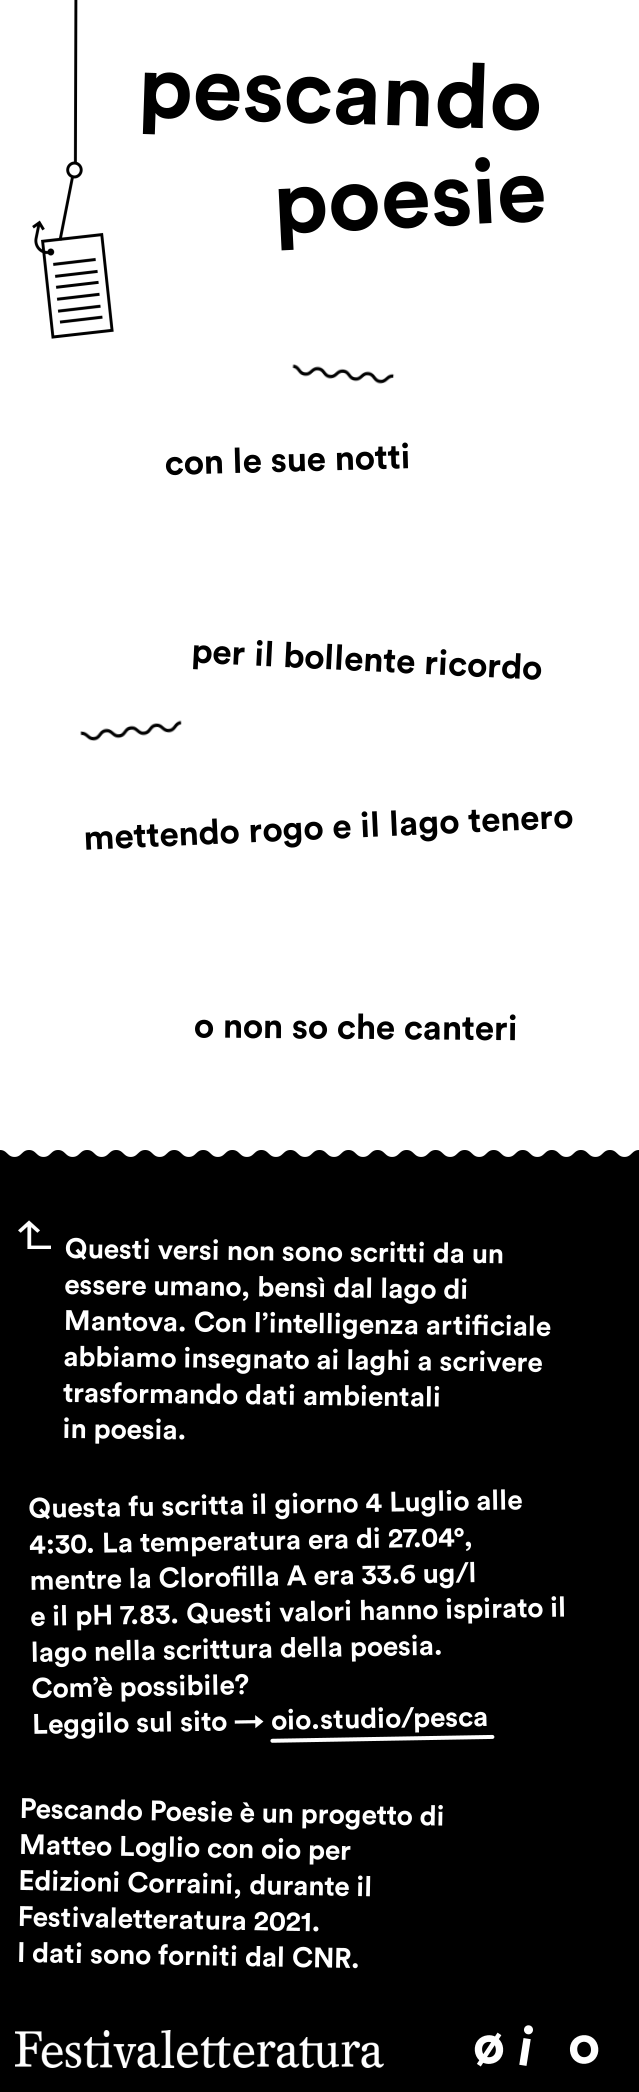 pescando
poesie
con le sue notti
per il bollente ricordo
mettendo rogo e il lago tenero
o non so che canteri
Questi versi non sono scritti da un
essere umano, bensì dal lago di
Mantova. Con l’intelligenza artificiale
abbiamo insegnato ai laghi a scrivere
trasformando dati ambientali
in poesia.
Questa fu scritta il giorno 4 Luglio alle
4:30. La temperatura era di 27.04°,
mentre la Clorofilla A era 33.6 ug/l
e il pH 7.83. Questi valori hanno ispirato il
lago nella scrittura della poesia.
Com’è possibile?
Leggilo sul sito → oio.studio/pesca
Pescando Poesie è un progetto di
Matteo Loglio con oio per
Edizioni Corraini, durante il
Festivaletteratura 2021.
I dati sono forniti dal CNR.
Festivaletteratura øi o